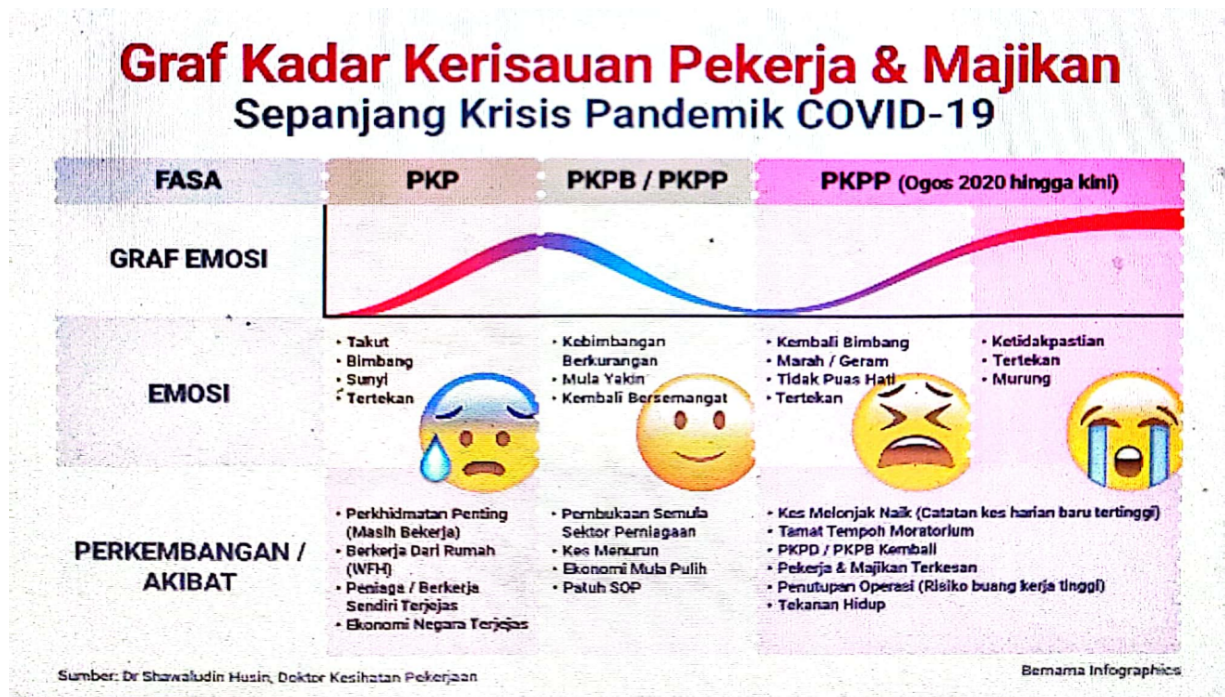 Graf Kadar Kerisauan Pekerja & Majikan
Sepanjang Krisis Pandemik COVID-19
FASA
PKP
PKPB / PKPP
PKPP (Ogos 2020 hingga kini)
GRAF EMOSI
EMOSI
• Takut
• Bimbang
• Sunyi
• Tertekan
• Kebimbangan
Berkurangan
• Mula Yakin
• Kembali Bersemangat
• Kembali Bimbang
• Marah / Geram
• Tidak Puas Hati
• Tertekan
• Ketidakpastian
• Tertekan
• Murung
PERKEMBANGAN /
AKIBAT
• Perkhidmatan Penting
(Masih Bekerja)
• Berkerja Dari Rumah
(WFH)
• Peniaga / Berkerja
Sendiri Terjejas
• Ekonomi Negara Terjejas
• Pembukaan Semula
Sektor Perniagaan
• Kes Menurun
• Ekonomi Mula Pulih
• Patuh SOP
• Kes Melonjak Naik (Catatan kes harian baru tertinggi)
• Tamat Tempoh Moratorium
• PKPD / PKPB Kembali
• Pekerja & Majikan Terkesan
• Penutupan Operasi (Risiko buang kerja tinggi)
• Tekanan Hidup
Sumber: Dr Shawaludin Husin, Doktor Kesihatan Pekerjaan
Bernama Infographics